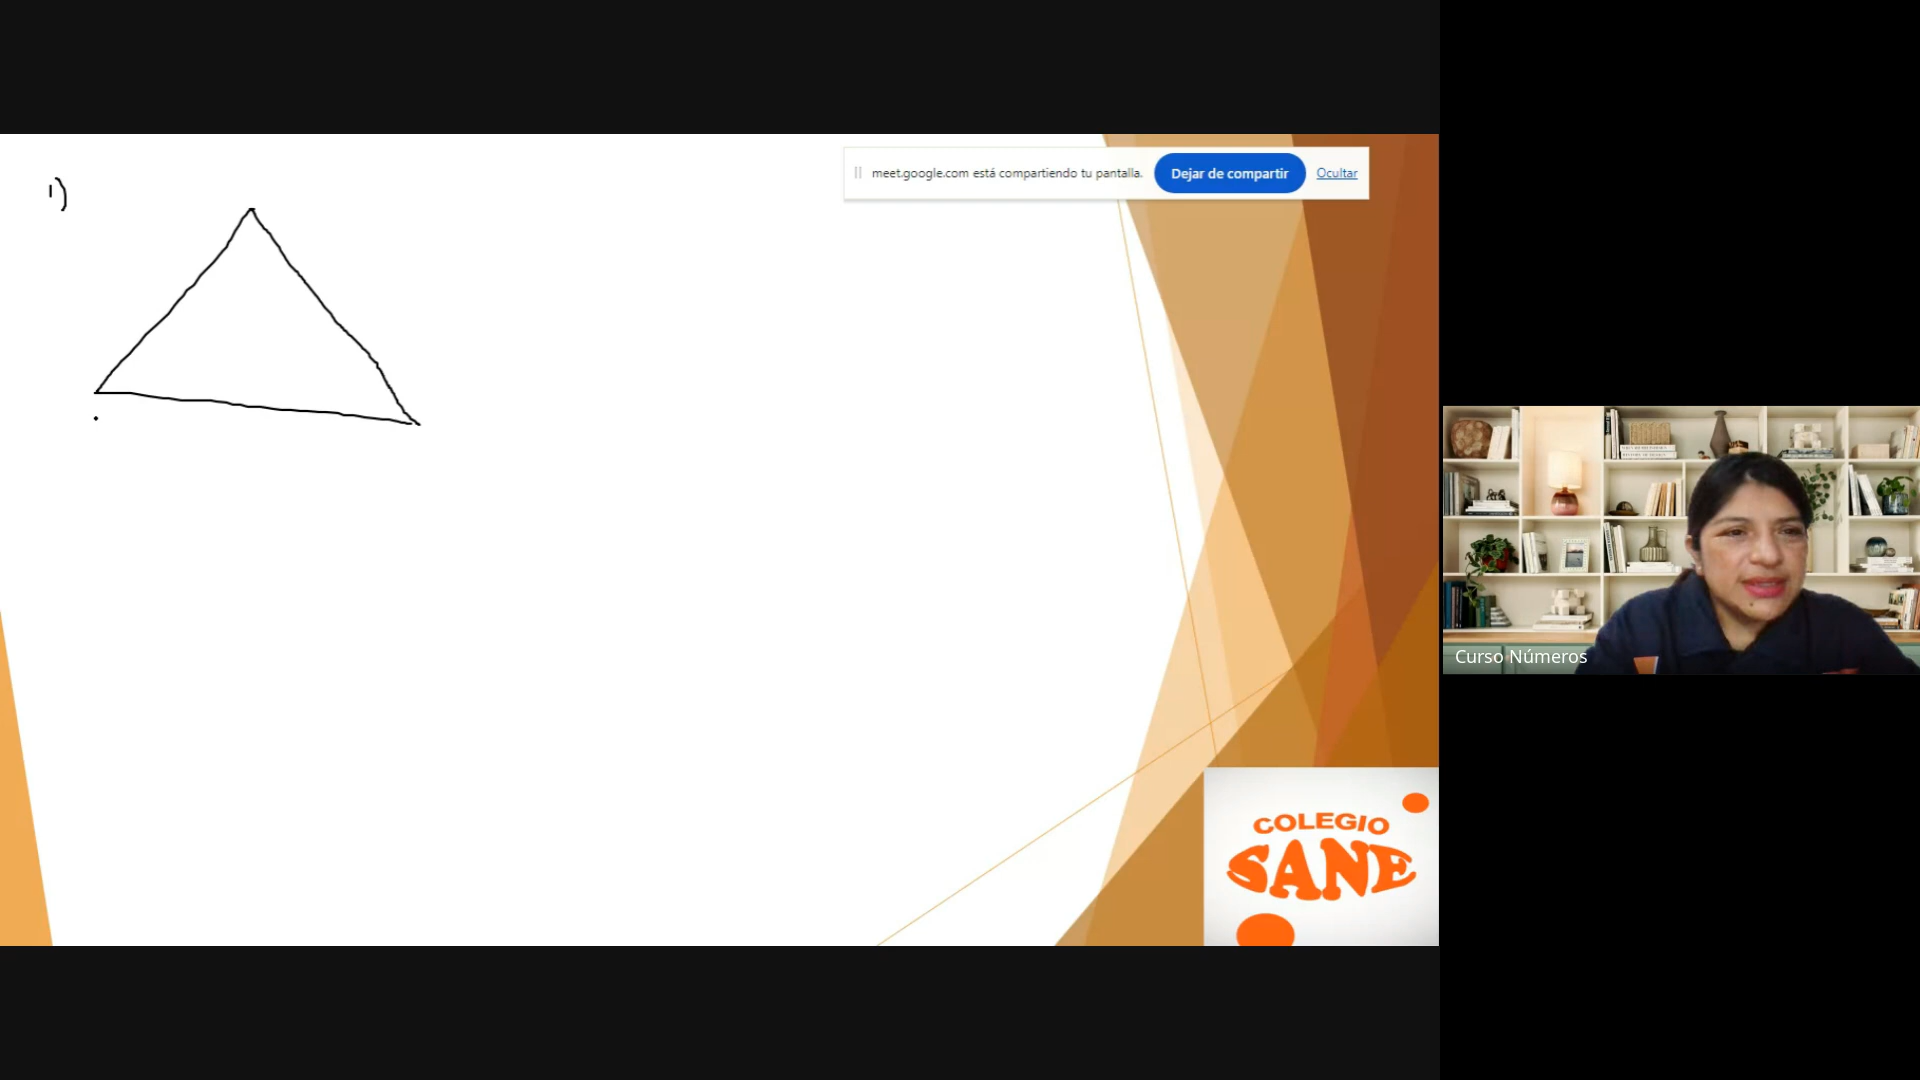 1)
meet.google.com está compartiendo tu pantalla.
Dejar de compartir
Ocultar
Curso Números
COLEGIO
SANE